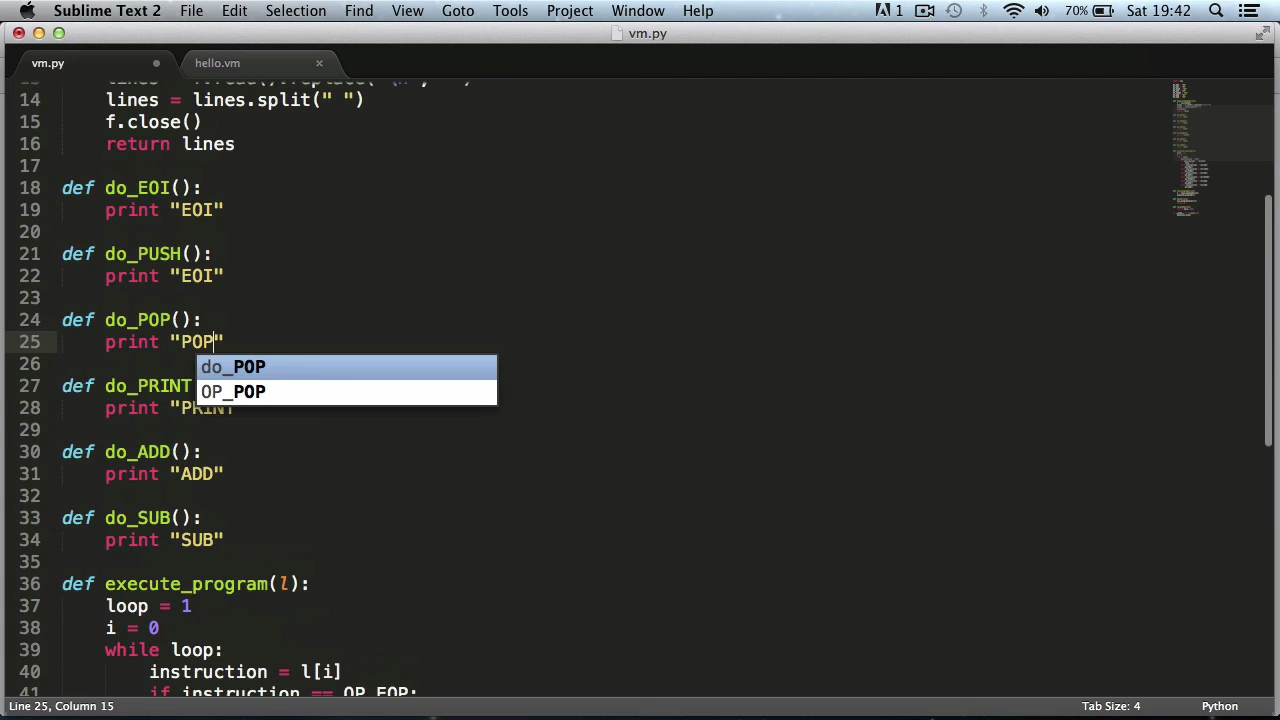 Sublime Text 2 File Edit Selection Find View Goto Tools Project Window Help 1 70% Sat 19:42
vm.py
vm.py hello.vm
14 lines = lines.split(" ")
15 f.close()
16 return lines
17
18 def do_EOI():
19 print "EOI"
20
21 def do_PUSH():
22 print "EOI"
23
24 def do_POP():
25 print "POP"
do_POP
OP_POP
26
27 def do_PRINT
28 print "PRINT
29
30 def do_ADD():
31 print "ADD"
32
33 def do_SUB():
34 print "SUB"
35
36 def execute_program(l):
37 loop = 1
38 i = 0
39 while loop:
40 instruction = l[i]
41 if instruction == OP_EOP:
Line 25, Column 15 Tab Size: 4 Python